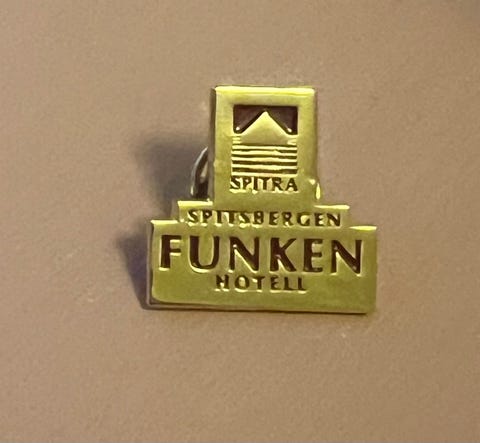 SPITRA
SPITSBERGEN
FUNKEN
HOTELL